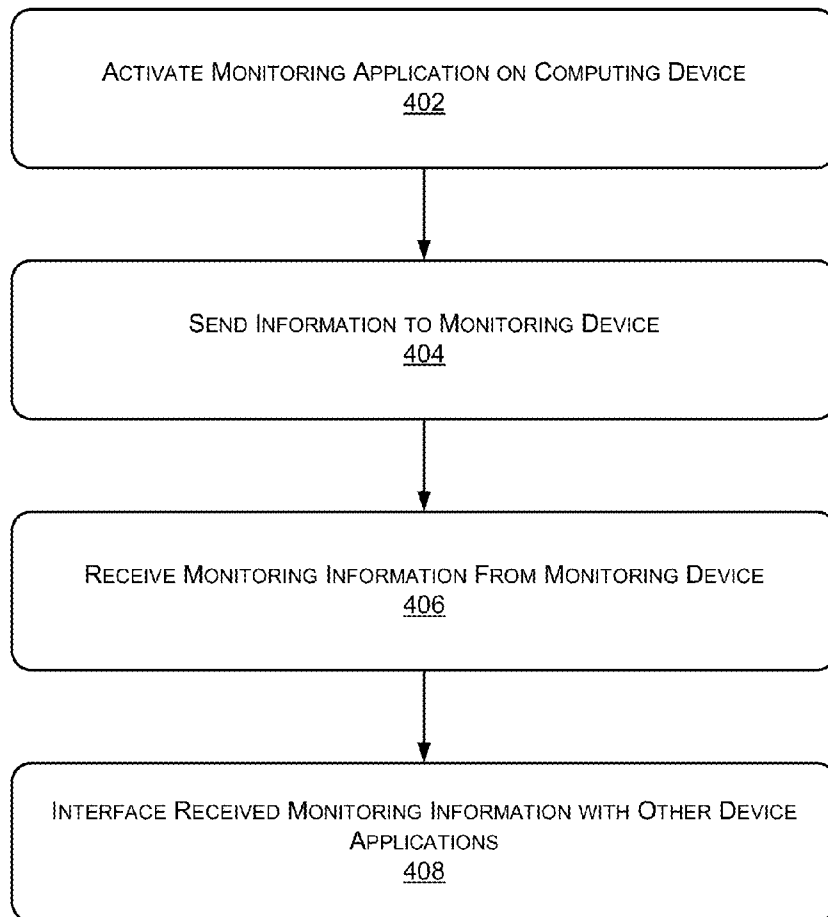 ACTIVATE MONITORING APPLICATION ON COMPUTING DEVICE
402
SEND INFORMATION TO MONITORING DEVICE
404
RECEIVE MONITORING INFORMATION FROM MONITORING DEVICE
406
INTERFACE RECEIVED MONITORING INFORMATION WITH OTHER DEVICE
APPLICATIONS
408